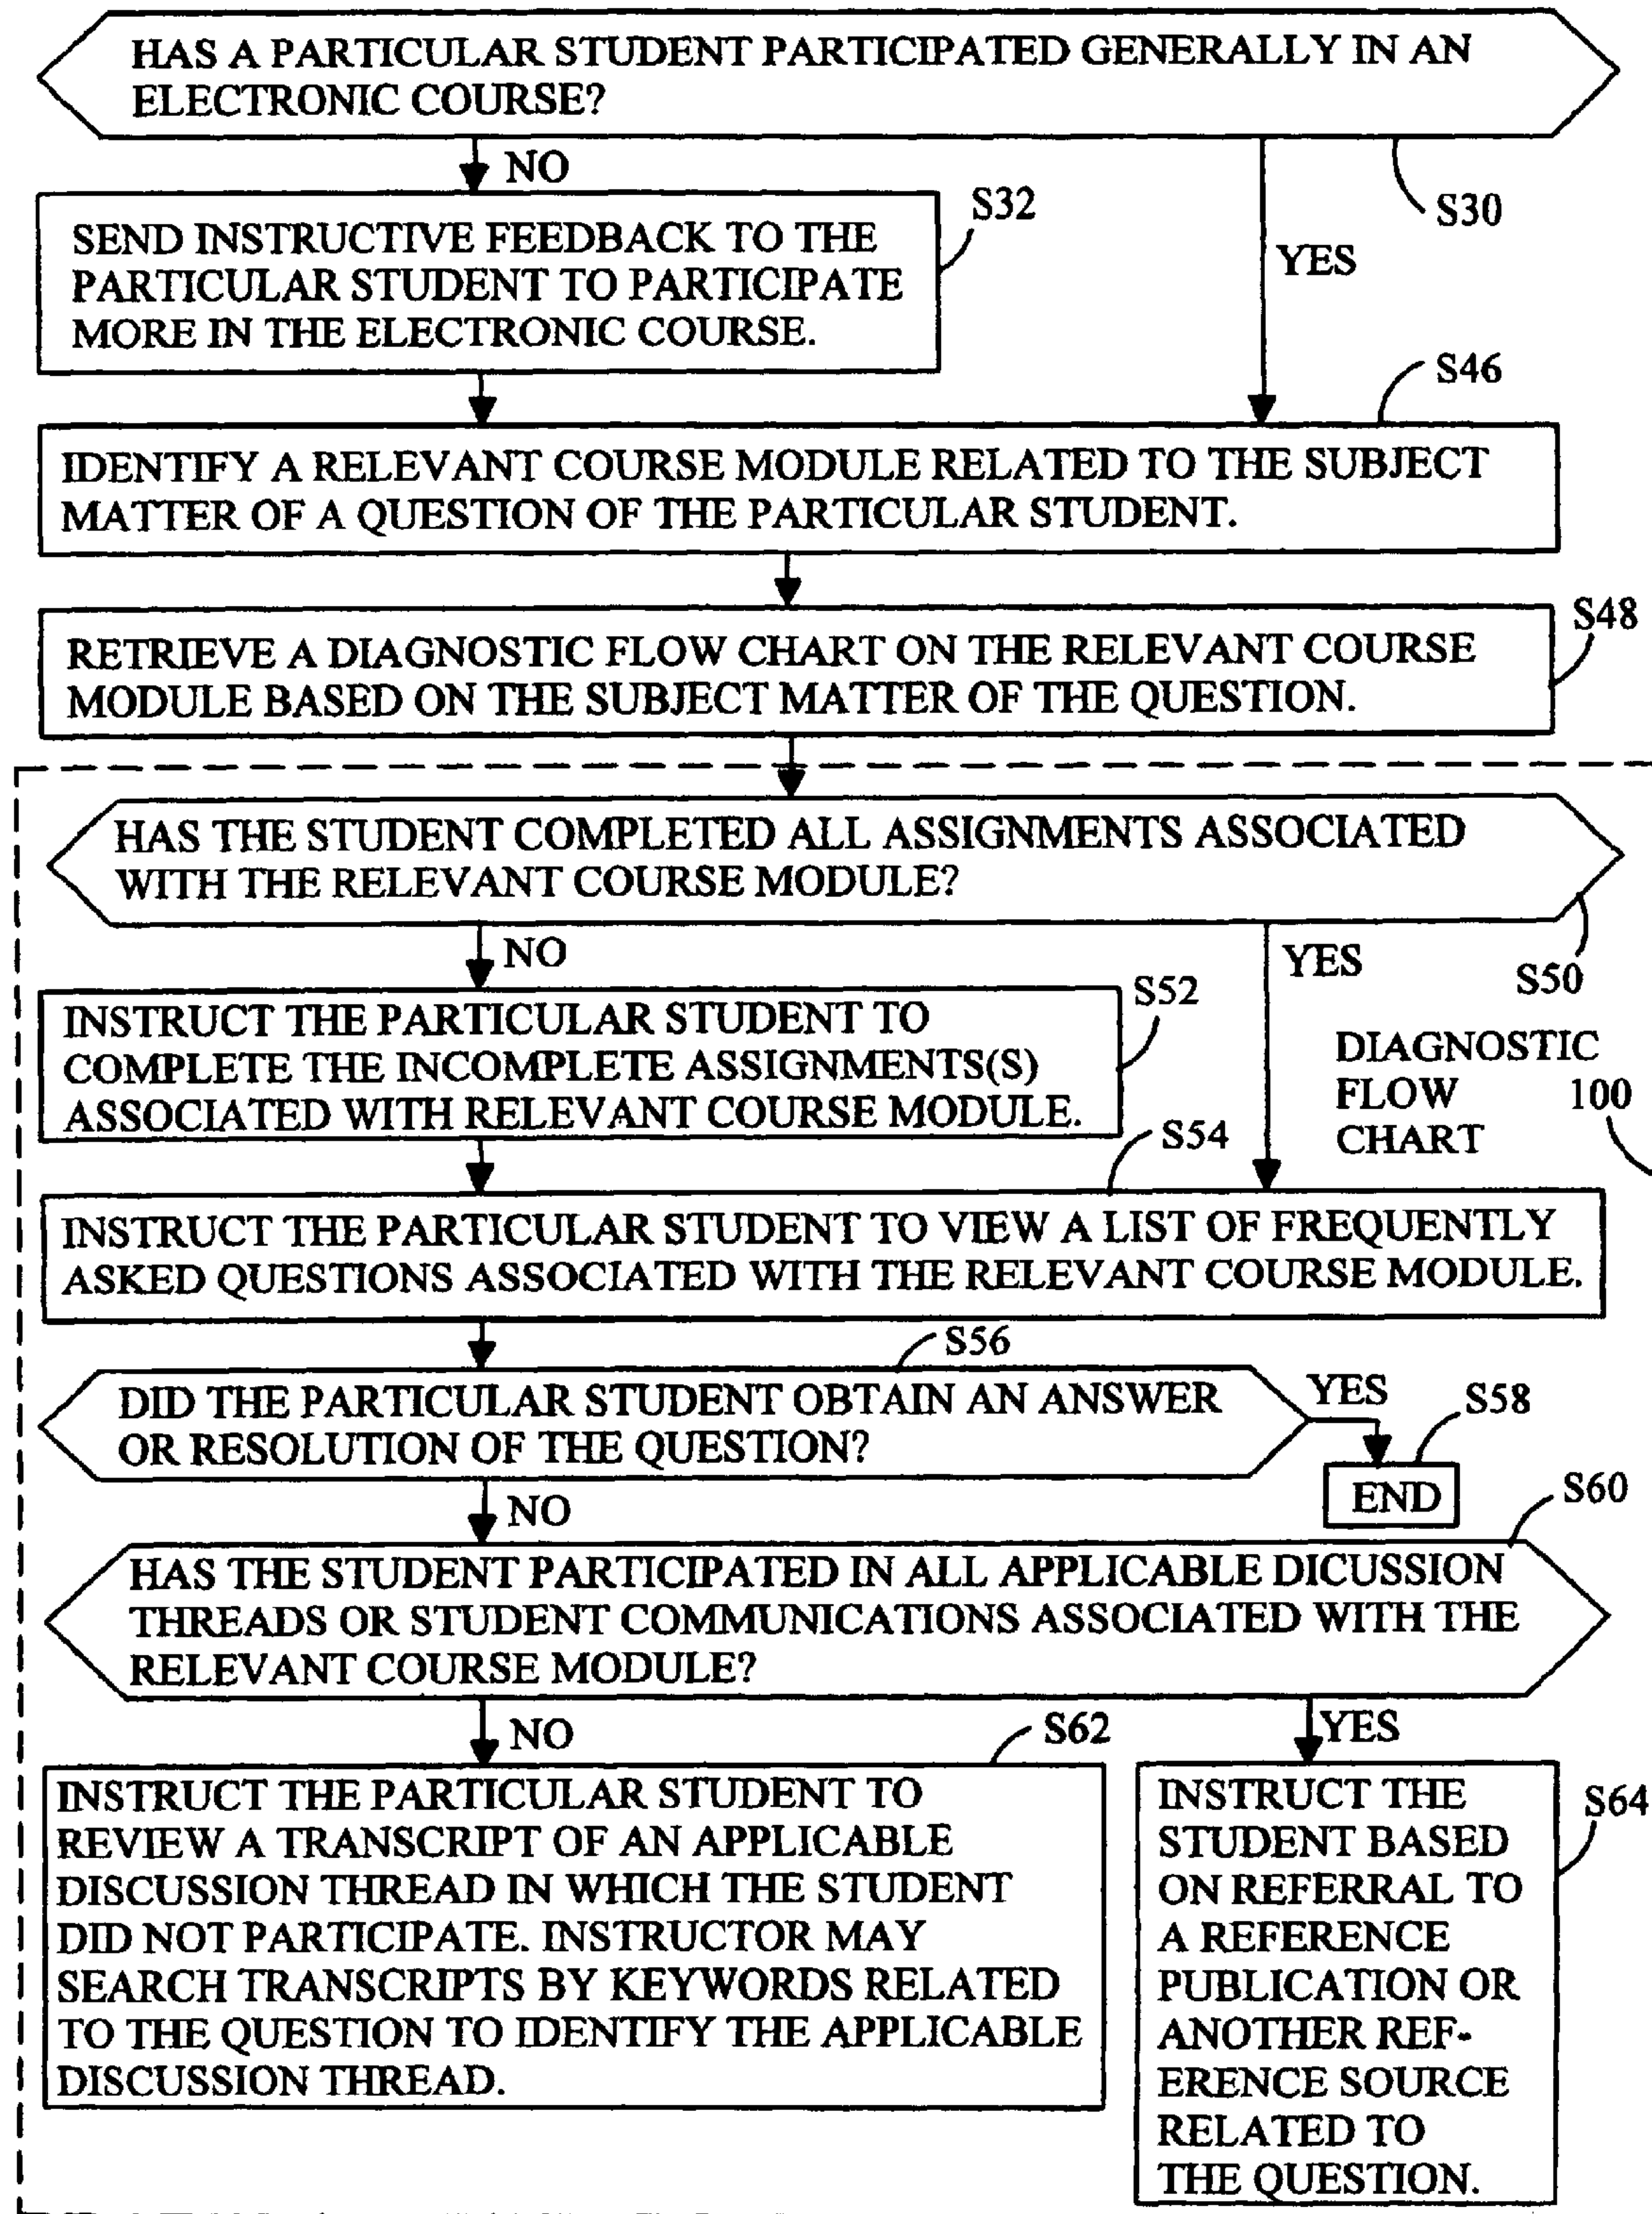 HAS A PARTICULAR STUDENT PARTICIPATED GENERALLY IN AN
ELECTRONIC COURSE?
NO
S32
S30
YES
SEND INSTRUCTIVE FEEDBACK TO THE
PARTICULAR STUDENT TO PARTICIPATE
MORE IN THE ELECTRONIC COURSE.
S46
IDENTIFY A RELEVANT COURSE MODULE RELATED TO THE SUBJECT
MATTER OF A QUESTION OF THE PARTICULAR STUDENT.
S48
RETRIEVE A DIAGNOSTIC FLOW CHART ON THE RELEVANT COURSE
MODULE BASED ON THE SUBJECT MATTER OF THE QUESTION.
HAS THE STUDENT COMPLETED ALL ASSIGNMENTS ASSOCIATED
WITH THE RELEVANT COURSE MODULE?
NO
YES
S50
S52
INSTRUCT THE PARTICULAR STUDENT TO
COMPLETE THE INCOMPLETE ASSIGNMENTS(S)
ASSOCIATED WITH RELEVANT COURSE MODULE.
DIAGNOSTIC
FLOW
CHART
100
S54
INSTRUCT THE PARTICULAR STUDENT TO VIEW A LIST OF FREQUENTLY
ASKED QUESTIONS ASSOCIATED WITH THE RELEVANT COURSE MODULE.
S56
DID THE PARTICULAR STUDENT OBTAIN AN ANSWER
OR RESOLUTION OF THE QUESTION?
YES
S58
END
NO
S60
HAS THE STUDENT PARTICIPATED IN ALL APPLICABLE DICUSSION
THREADS OR STUDENT COMMUNICATIONS ASSOCIATED WITH THE
RELEVANT COURSE MODULE?
NO
S62
YES
INSTRUCT THE PARTICULAR STUDENT TO
REVIEW A TRANSCRIPT OF AN APPLICABLE
DISCUSSION THREAD IN WHICH THE STUDENT
DID NOT PARTICIPATE. INSTRUCTOR MAY
SEARCH TRANSCRIPTS BY KEYWORDS RELATED
TO THE QUESTION TO IDENTIFY THE APPLICABLE
DISCUSSION THREAD.
S64
INSTRUCT THE
STUDENT BASED
ON REFERRAL TO
A REFERENCE
PUBLICATION OR
ANOTHER REF-
ERENCE SOURCE
RELATED TO
THE QUESTION.